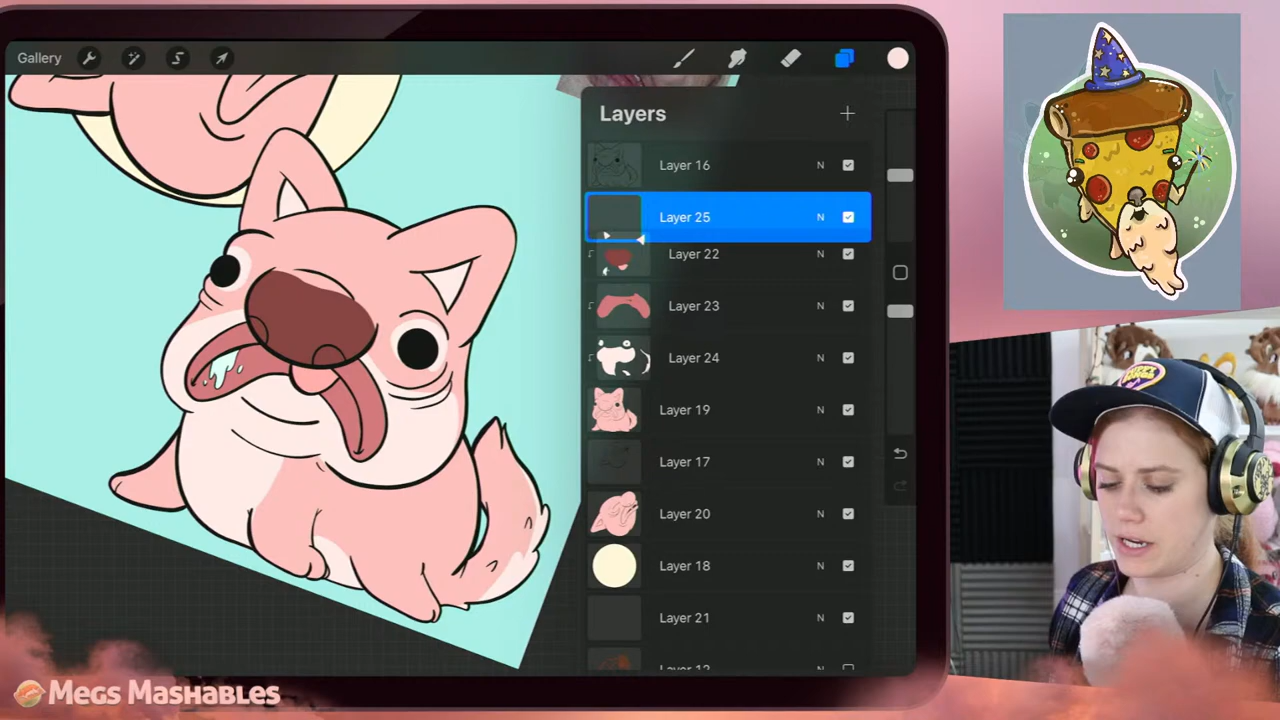 Gallery
Layers
Layer 16 N
Layer 25 N
Layer 22 N
Layer 23 N
Layer 24 N
Layer 19 N
Layer 17 N
Layer 20 N
Layer 18 N
Layer 21 N
Megs Mashables